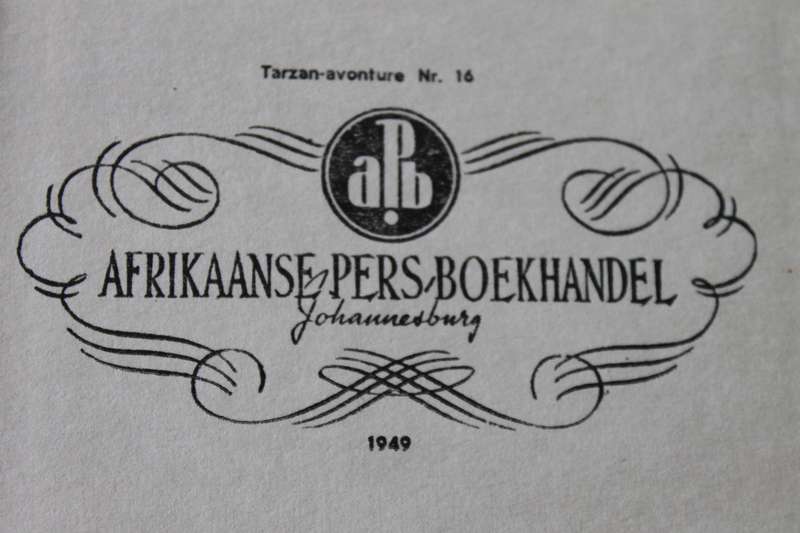 Tarzan-avonture Nr. 16
aPb
AFRIKAANSE-PERS-BOEKHANDEL
Johannesburg
1949